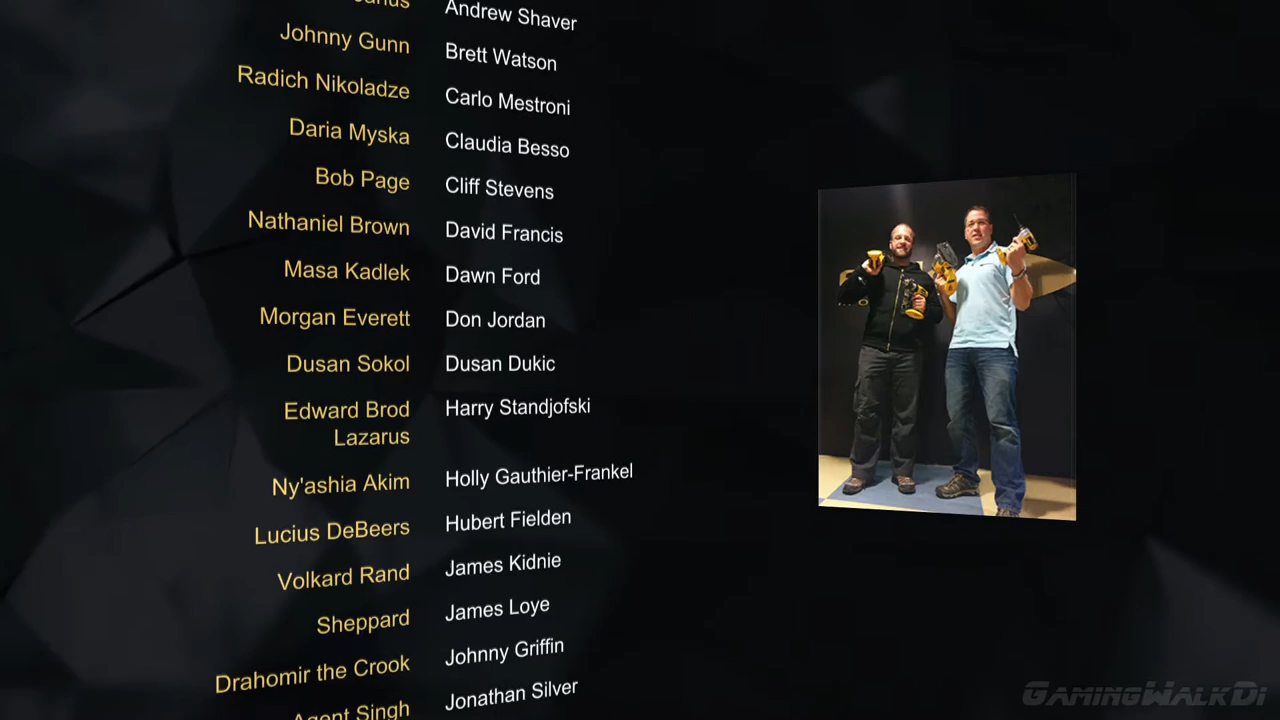 Andrew Shaver
Johnny Gunn Brett Watson
Radich Nikoladze Carlo Mestroni
Daria Myska Claudia Besso
Bob Page Cliff Stevens
Nathaniel Brown David Francis
Masa Kadlek Dawn Ford
Morgan Everett Don Jordan
Dusan Sokol Dusan Dukic
Edward Brod Harry Standjofski
Lazarus
Ny'ashia Akim Holly Gauthier-Frankel
Lucius DeBeers Hubert Fielden
Volkard Rand James Kidnie
Sheppard James Loye
Drahomir the Crook Johnny Griffin
Agent Singh Jonathan Silver
GamingWalkDi